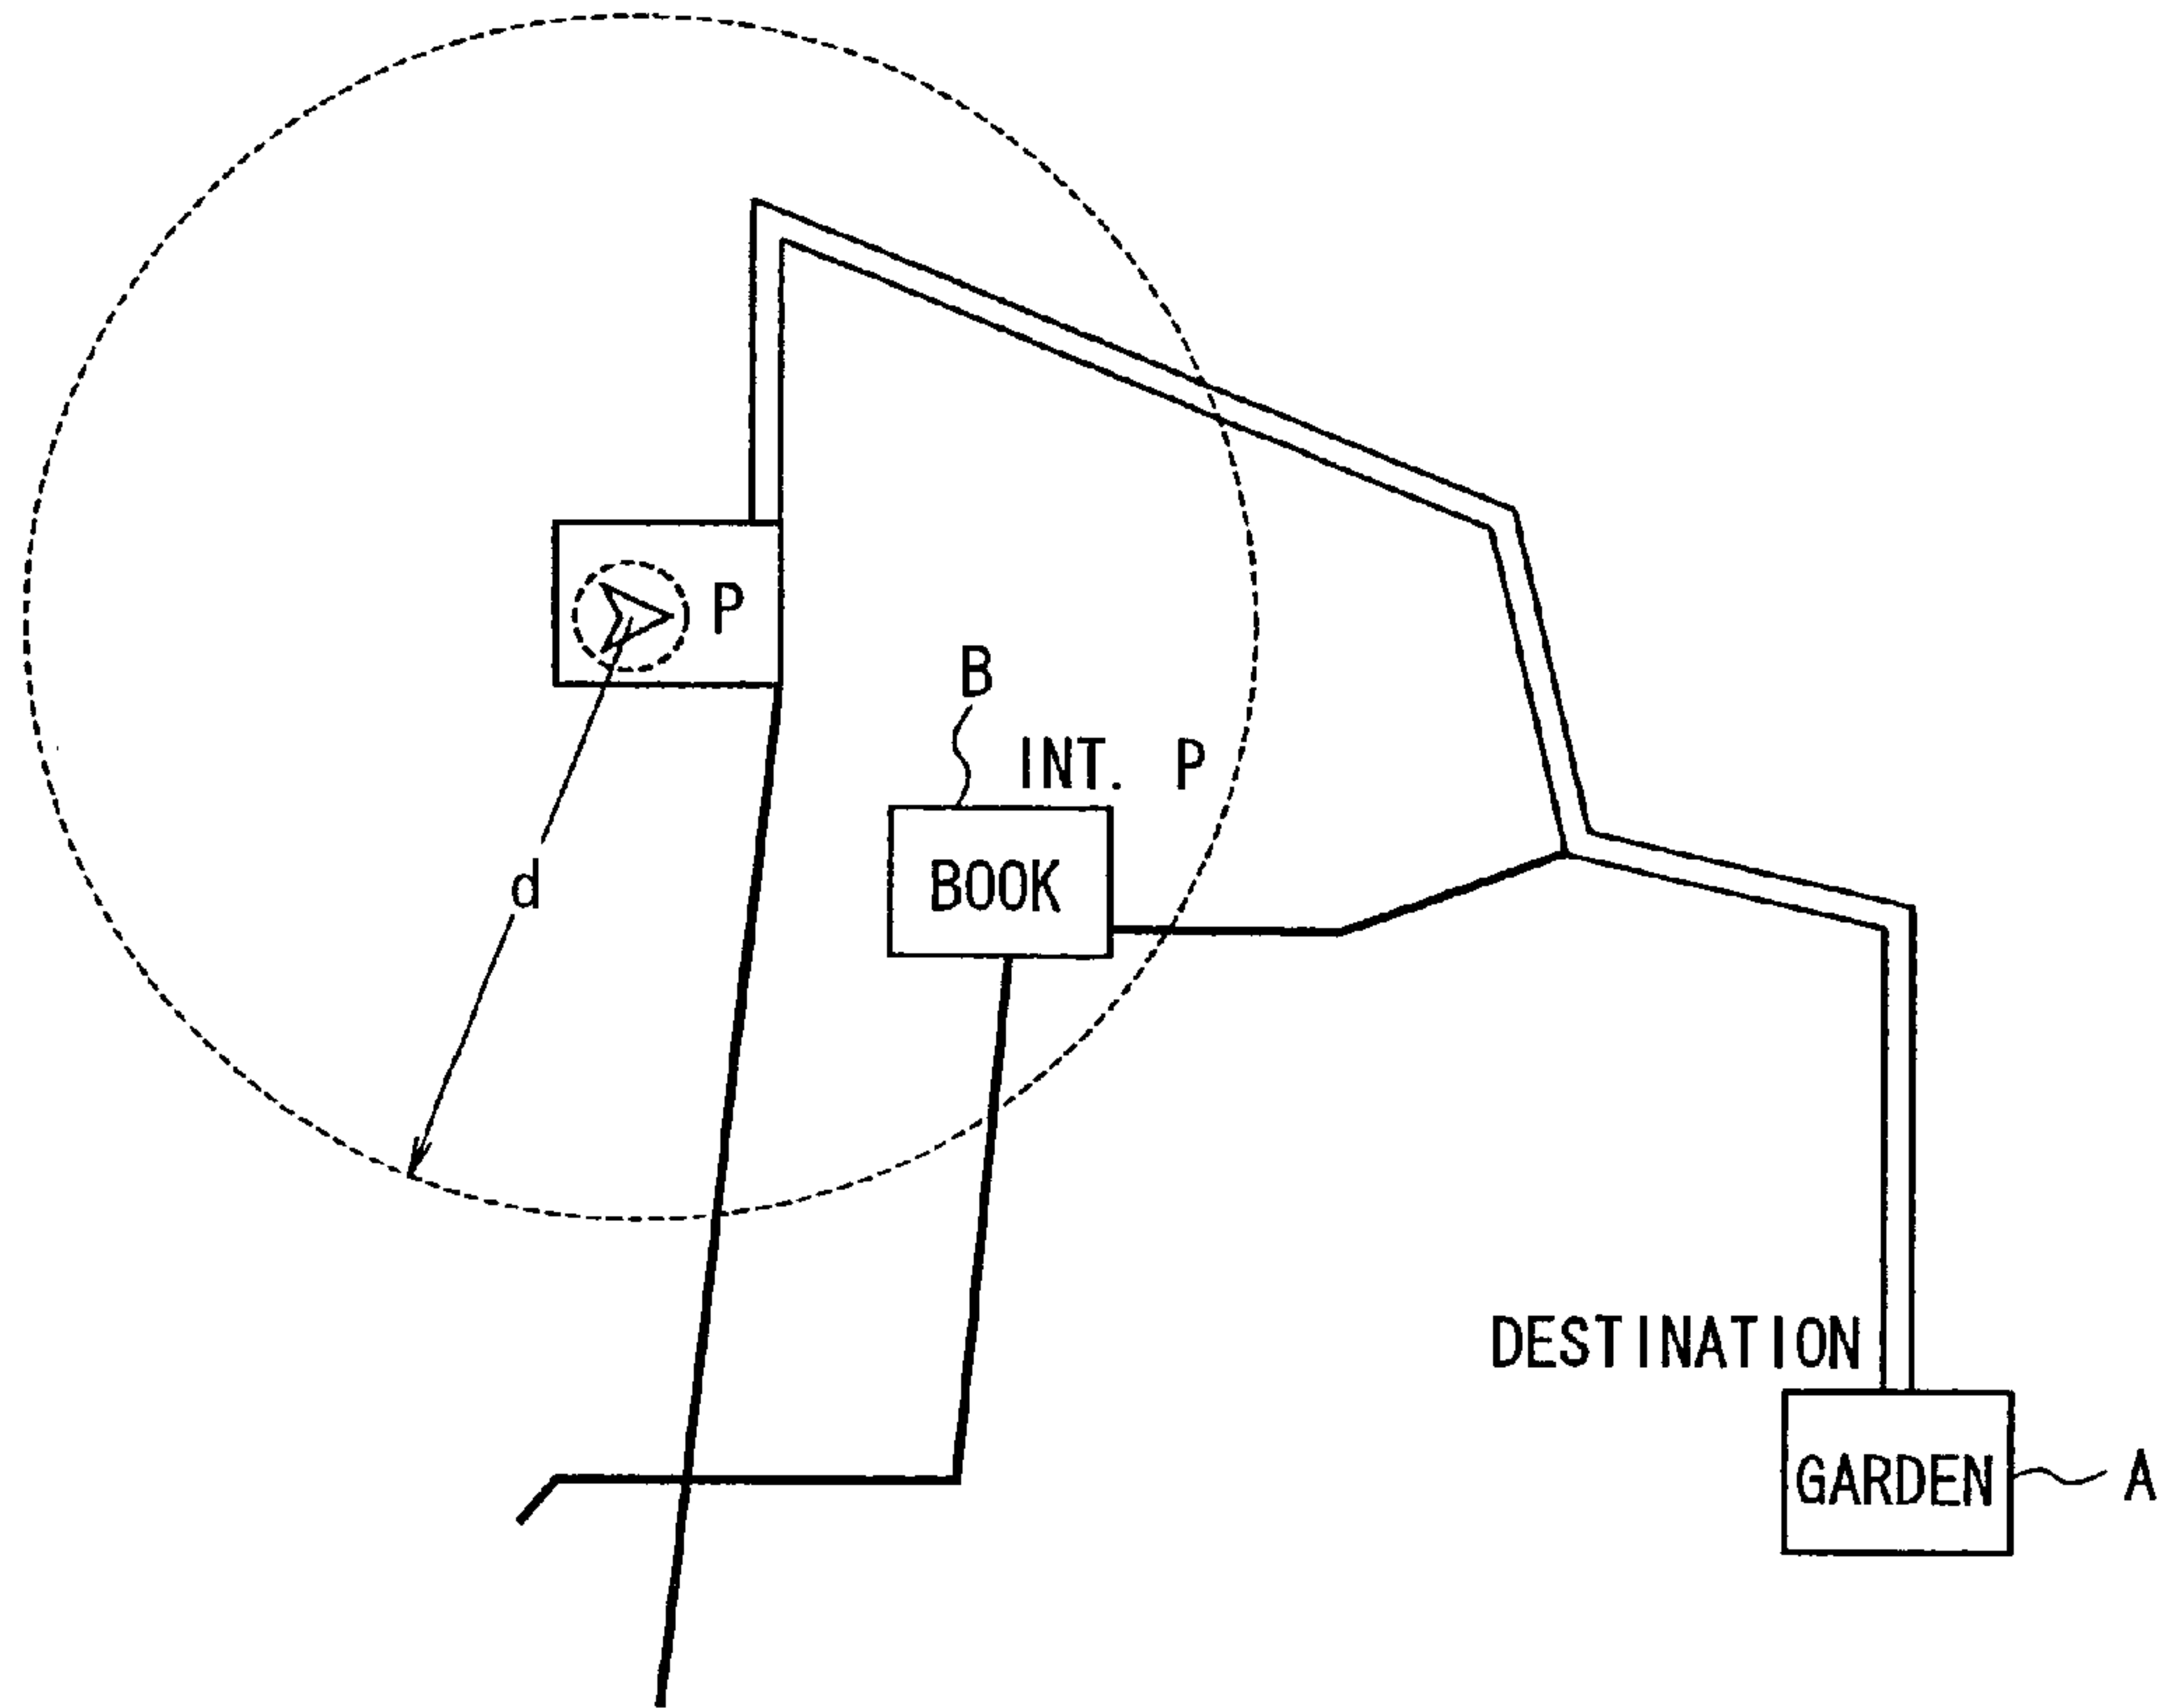 P
B
INT. P
BOOK
d
DESTINATION
GARDEN
A